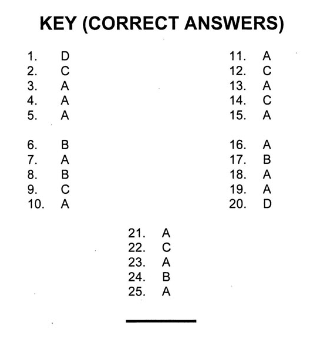 KEY (CORRECT ANSWERS)
1. D
2. C
3. A
4. A
5. A
6. B
7. A
8. B
9. C
10. A
11. A
12. C
13. A
14. C
15. A
16. A
17. B
18. A
19. A
20. D
21. A
22. C
23. A
24. B
25. A